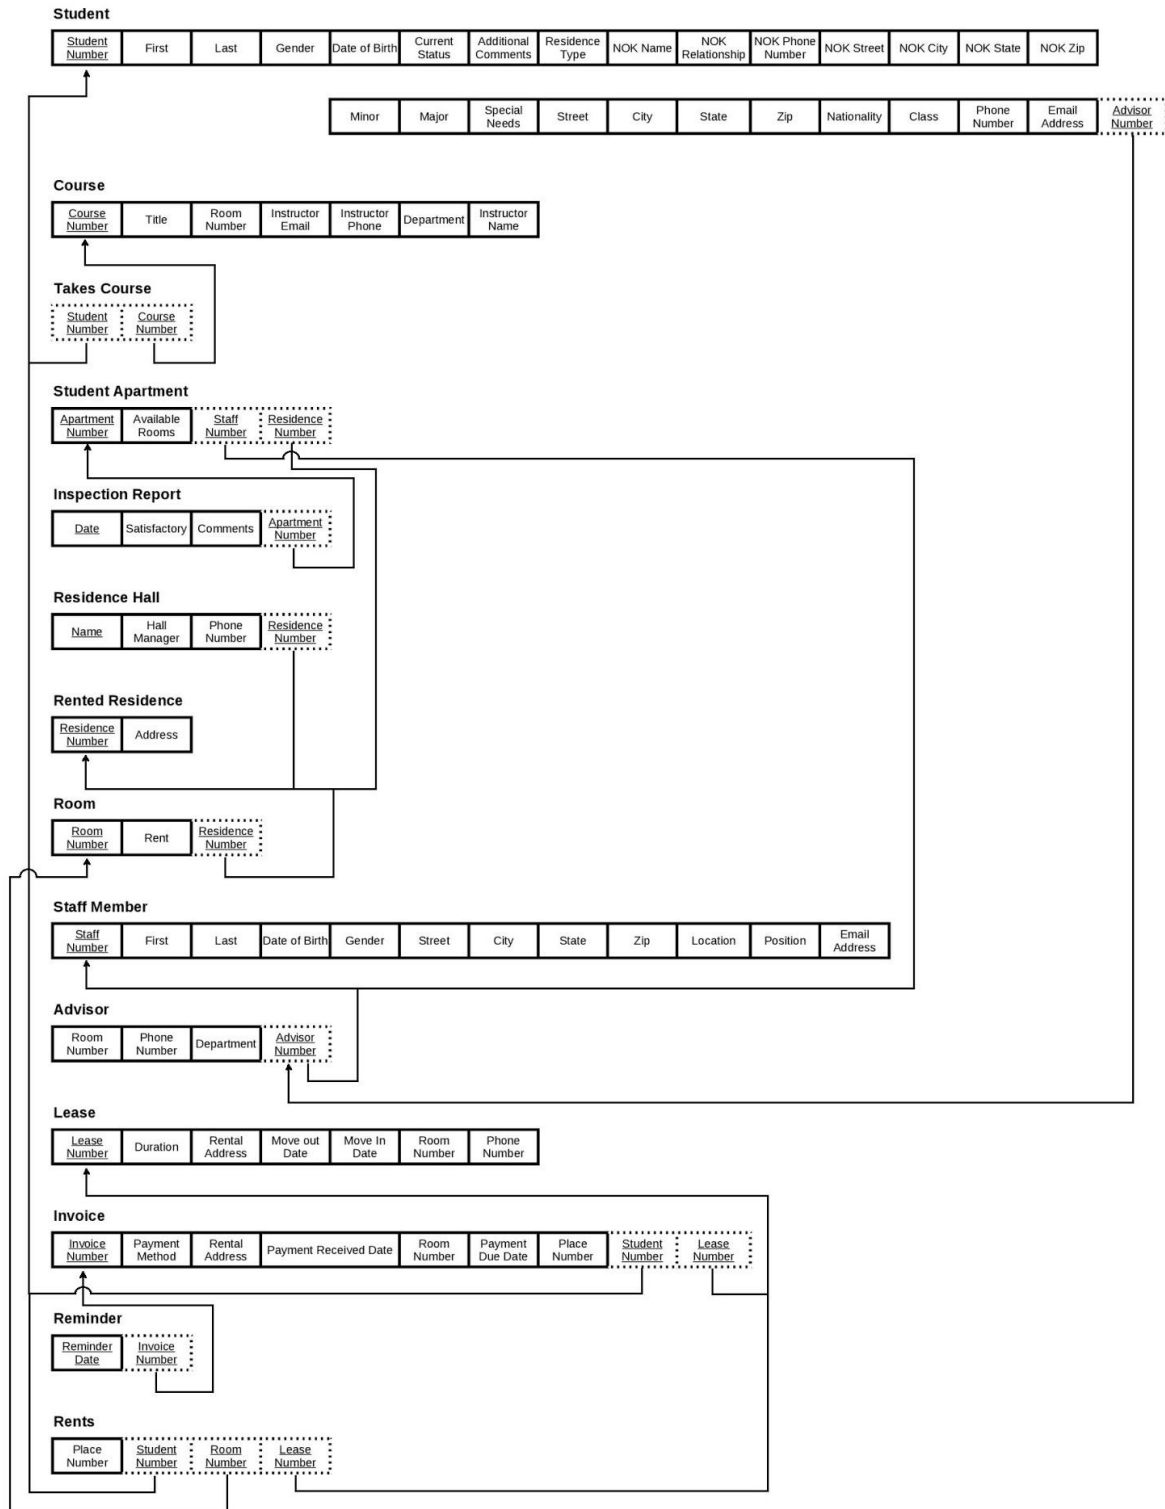 Student
Student Number First Last Gender Date of Birth Current Status Additional Comments Residence Type NOK Name NOK Relationship NOK Phone Number NOK Street NOK City NOK State NOK Zip
Minor Major Special Needs Street City State Zip Nationality Class Phone Number Email Address Advisor Number
Course
Course Number Title Room Number Instructor Email Instructor Phone Department Instructor Name
Takes Course
Student Number Course Number
Student Apartment
Apartment Number Available Rooms Staff Number Residence Number
Inspection Report
Date Satisfactory Comments Apartment Number
Residence Hall
Name Hall Manager Phone Number Residence Number
Rented Residence
Residence Number Address
Room
Room Number Rent Residence Number
Staff Member
Staff Number First Last Date of Birth Gender Street City State Zip Location Position Email Address
Advisor
Room Number Phone Number Department Advisor Number
Lease
Lease Number Duration Rental Address Move out Date Move In Date Room Number Phone Number
Invoice
Invoice Number Payment Method Rental Address Payment Received Date Room Number Payment Due Date Place Number Student Number Lease Number
Reminder
Reminder Date Invoice Number
Rents
Place Number Student Number Room Number Lease Number